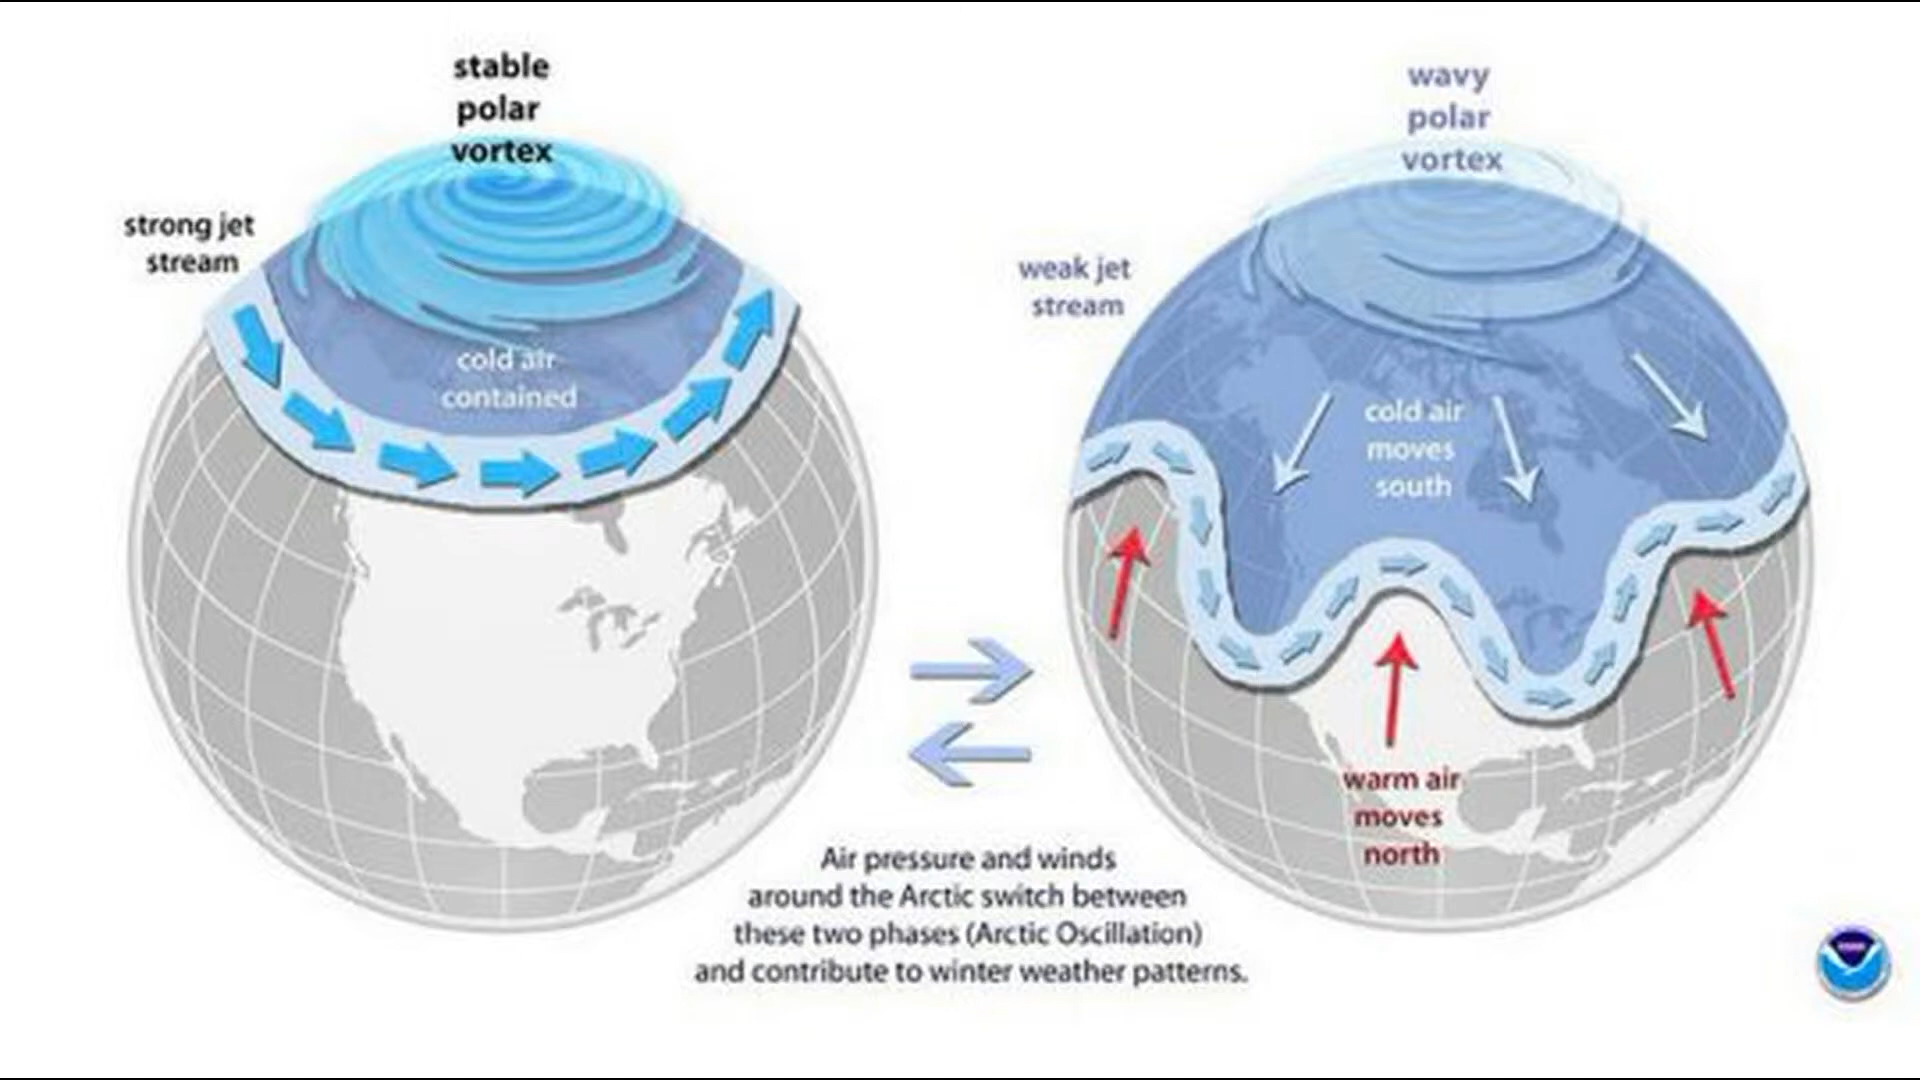 stable
polar
vortex
strong jet
stream
cold air
contained
wavy
polar
vortex
weak jet
stream
cold air
moves
south
warm air
moves
north
Air pressure and winds
around the Arctic switch between
these two phases (Arctic Oscillation)
and contribute to winter weather patterns.